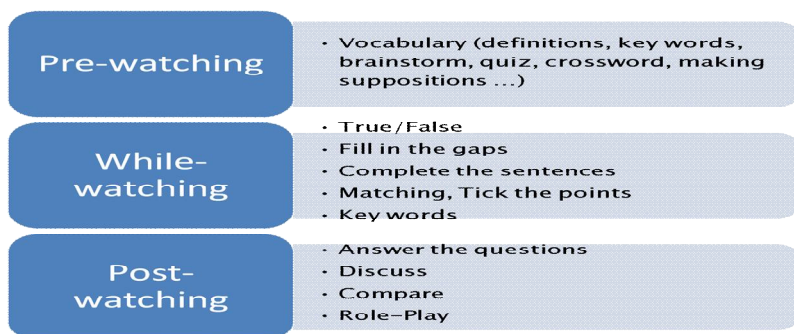 Pre-watching
• Vocabulary (definitions, key words,
brainstorm, quiz, crossword, making
suppositions ...)
While-
watching
• True/False
• Fill in the gaps
• Complete the sentences
• Matching, Tick the points
• Key words
Post-
watching
• Answer the questions
• Discuss
• Compare
• Role-Play